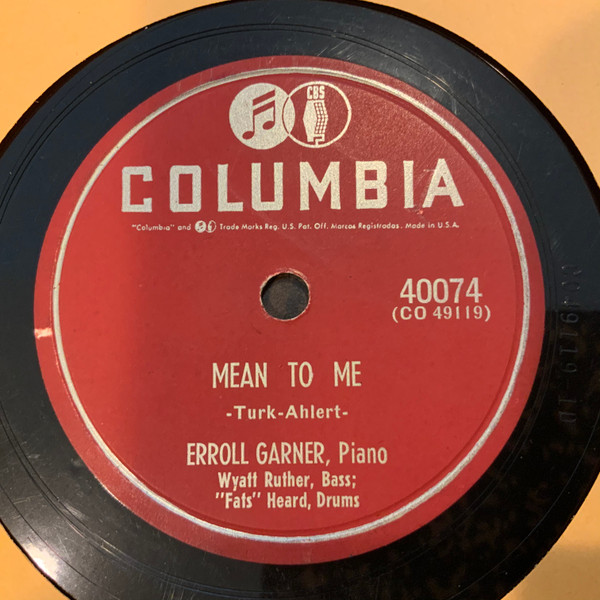 CBS
COLUMBIA
"Columbia" and Trade Marks Reg. U.S. Pat. Off. Marcas Registradas. Made in U.S.A.
40074
(CO 49119)
MEAN TO ME
-Turk-Ahlert-
ERROLL GARNER, Piano
Wyatt Ruther, Bass;
"Fats" Heard, Drums